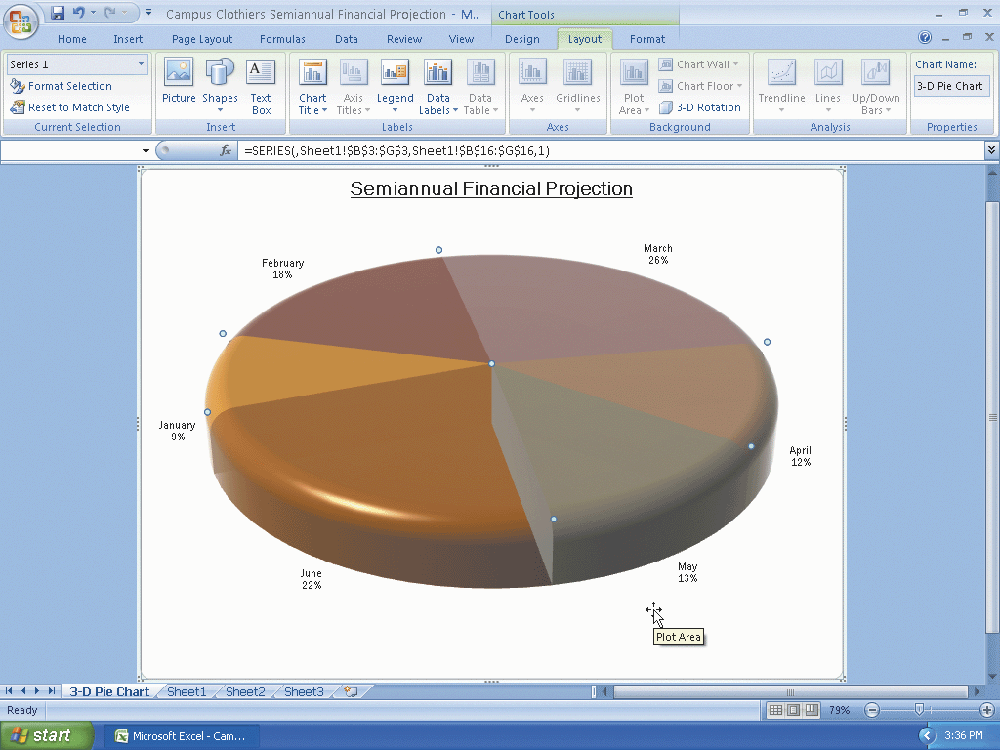 Campus Clothiers Semiannual Financial Projection - M..
Chart Tools
Home Insert Page Layout Formulas Data Review View Design Layout Format
Series 1
Format Selection
Reset to Match Style
Current Selection
Picture
Shapes
Text
Box
Insert
Chart
Title
Axis
Titles
Legend
Data
Labels
Data
Table
Labels
Axes
Gridlines
Axes
Plot
Area
Chart Wall
Chart Floor
3-D Rotation
Background
Trendline
Lines
Up/Down
Bars
Analysis
Chart Name:
3-D Pie Chart
Properties
fx =SERIES(,Sheet1!$B$3:$G$3,Sheet1!$B$16:$G$16,1)
Semiannual Financial Projection
March
26%
February
18%
January
9%
April
12%
May
13%
June
22%
Plot Area
3-D Pie Chart Sheet1 Sheet2 Sheet3
Ready
79%
start
Microsoft Excel - Cam...
3:36 PM